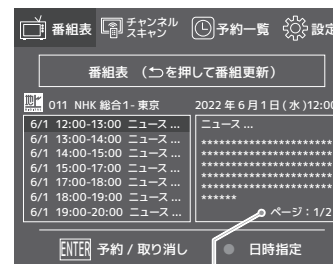 番組表 チャンネルスキャン 予約一覧 設定
番組表 (⮌を押して番組更新)
地デジ 011 NHK 総合1- 東京 2022 年 6 月 1 日 ( 水 )12:00
6/1 12:00-13:00 ニュース ...
6/1 13:00-14:00 ニュース ...
6/1 14:00-15:00 ニュース ...
6/1 15:00-17:00 ニュース ...
6/1 17:00-18:00 ニュース ...
6/1 18:00-19:00 ニュース ...
6/1 19:00-20:00 ニュース ...
ニュース ...
***********************
***********************
***********************
***********************
***********************
******
ページ : 1/2
ENTER 予約 / 取り消し 日時指定